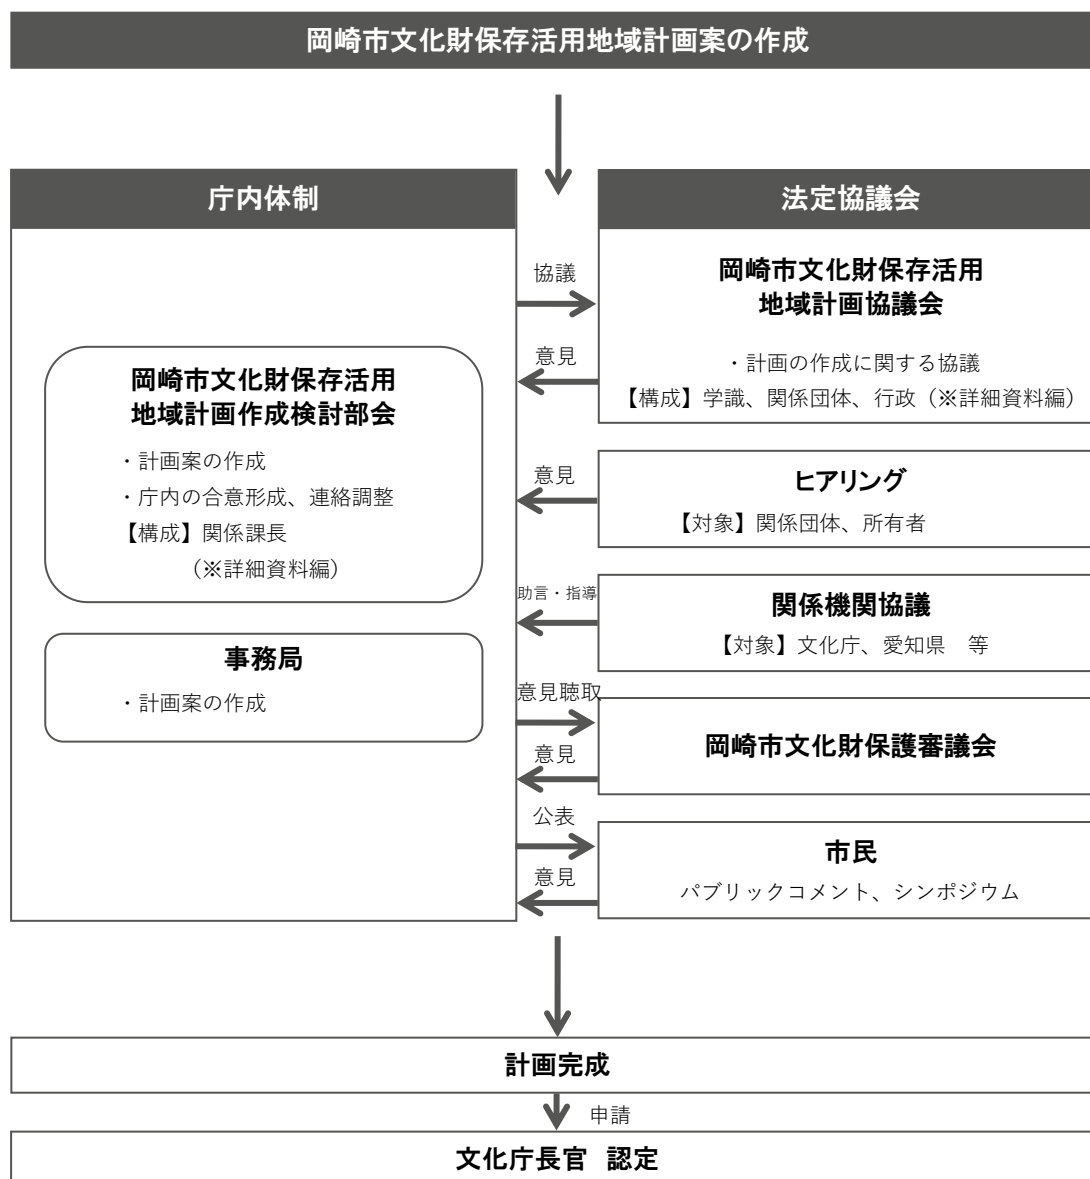 岡崎市文化財保存活用地域計画案の作成
庁内体制
岡崎市文化財保存活用
地域計画作成検討部会
・計画案の作成
・庁内の合意形成、連絡調整
【構成】関係課長
（※詳細資料編）
事務局
・計画案の作成
協議
意見
意見
助言・指導
意見聴取
意見
公表
意見
法定協議会
岡崎市文化財保存活用
地域計画協議会
・計画の作成に関する協議
【構成】学識、関係団体、行政（※詳細資料編）
ヒアリング
【対象】関係団体、所有者
関係機関協議
【対象】文化庁、愛知県　等
岡崎市文化財保護審議会
市民
パブリックコメント、シンポジウム
計画完成
申請
文化庁長官　認定